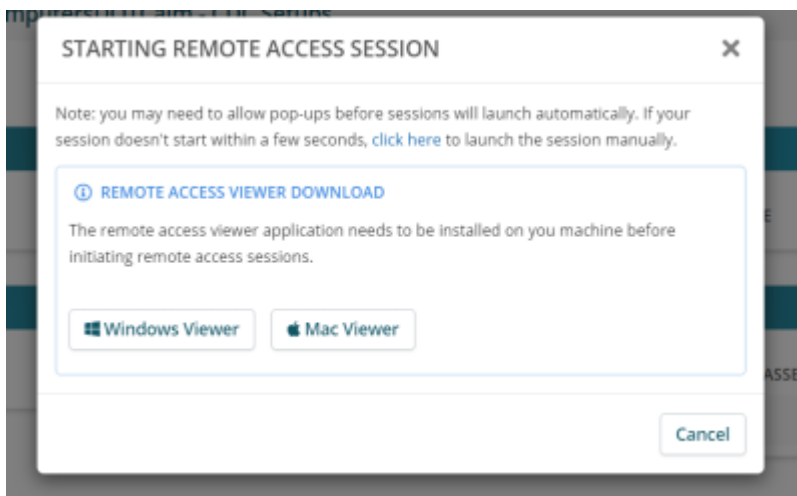 STARTING REMOTE ACCESS SESSION
Note: you may need to allow pop-ups before sessions will launch automatically. If your
session doesn't start within a few seconds, click here to launch the session manually.
REMOTE ACCESS VIEWER DOWNLOAD
The remote access viewer application needs to be installed on you machine before
initiating remote access sessions.
Windows Viewer
Mac Viewer
Cancel